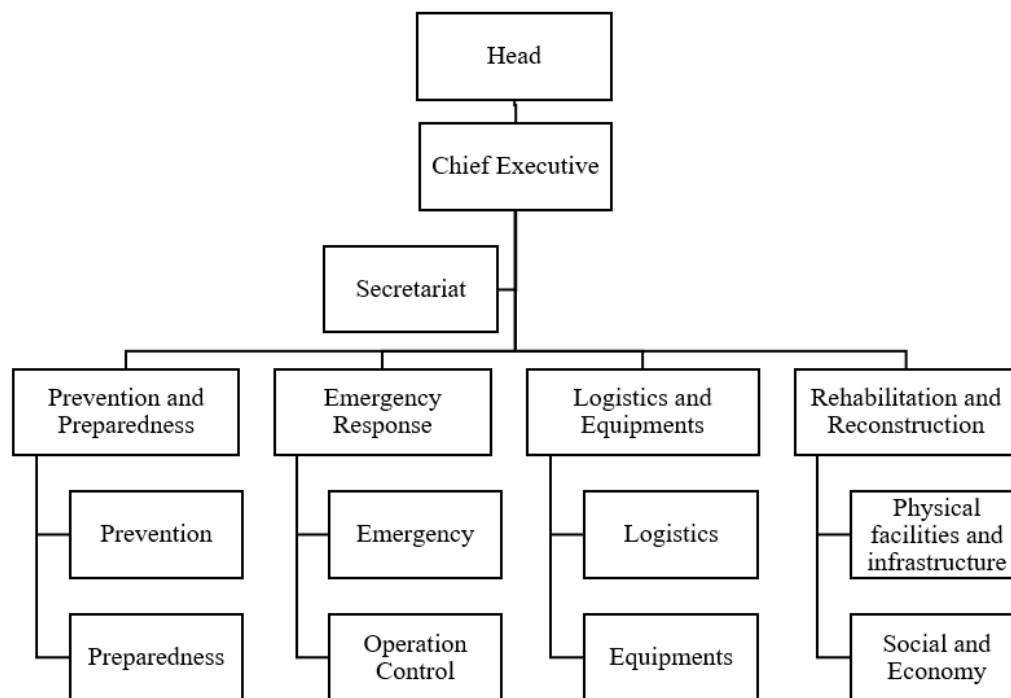 Head
Chief Executive
Secretariat
Prevention and
Preparedness
Emergency
Response
Logistics and
Equipments
Rehabilitation and
Reconstruction
Prevention
Emergency
Logistics
Physical
facilities and
infrastructure
Preparedness
Operation
Control
Equipments
Social and
Economy